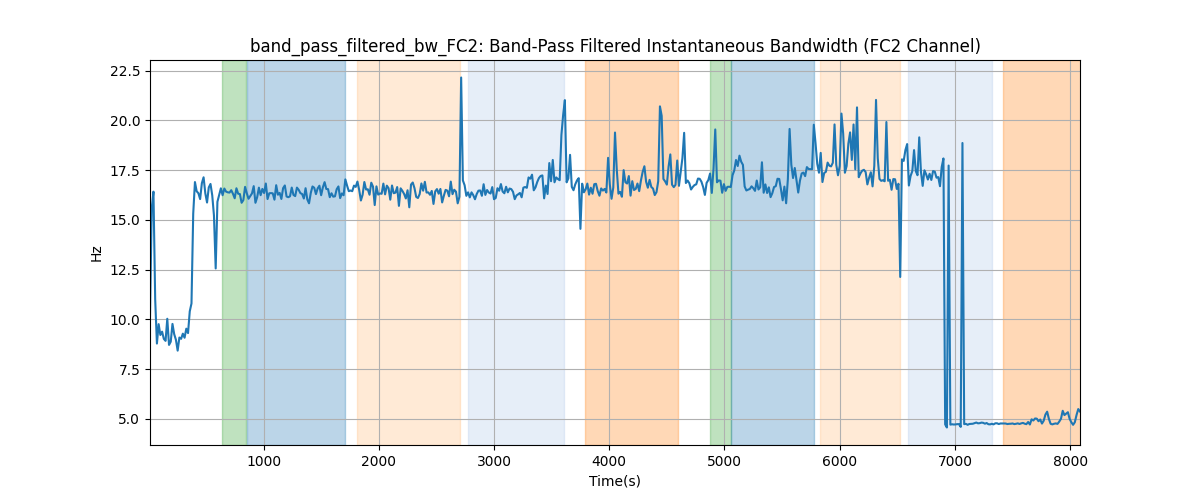 band_pass_filtered_bw_FC2: Band-Pass Filtered Instantaneous Bandwidth (FC2 Channel)
22.5
20.0
17.5
15.0
12.5
10.0
7.5
5.0
Hz
1000 2000 3000 4000 5000 6000 7000 8000
Time(s)